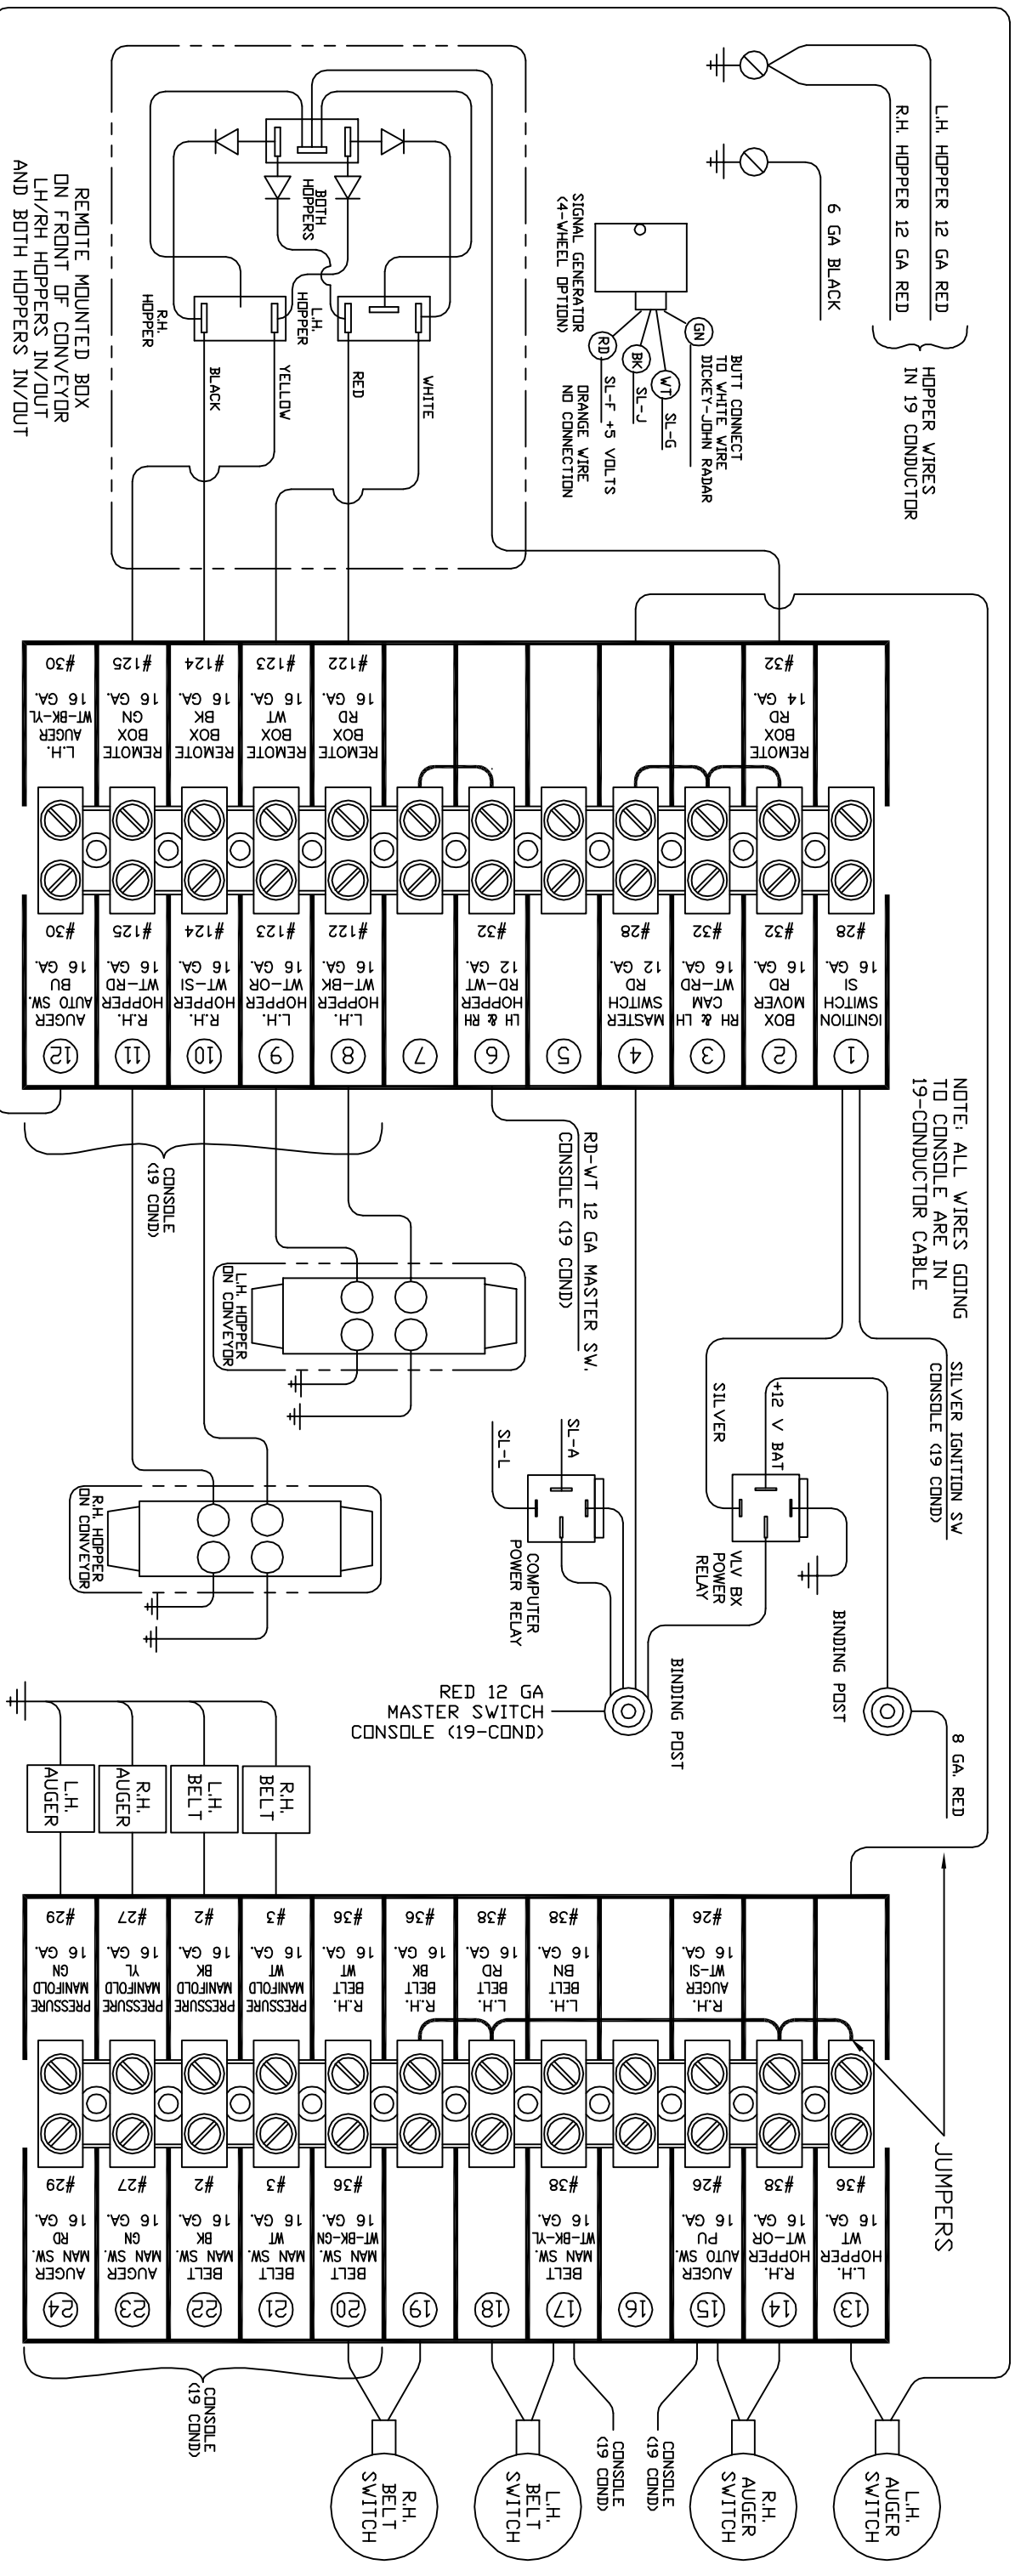 L.H. HOPPER 12 GA RED
R.H. HOPPER 12 GA RED
6 GA BLACK
HOPPER WIRES
IN 19 CONDUCTOR
SIGNAL GENERATOR
(4-WHEEL OPTION)
GN
WT
BK
RD
BUTT CONNECT
TO WHITE WIRE
DICKEY-JOHN RADAR
SL-G
SL-J
SL-F +5 VOLTS
ORANGE WIRE
NO CONNECTION
BOTH
HOPPERS
L.H.
HOPPER
R.H.
HOPPER
WHITE
RED
YELLOW
BLACK
REMOTE MOUNTED BOX
ON FRONT OF CONVEYOR
LH/RH HOPPERS IN/OUT
AND BOTH HOPPERS IN/OUT
REMOTE
BOX
RD
14 GA.
#32
REMOTE
BOX
RD
16 GA.
#122
REMOTE
BOX
WT
16 GA.
#123
REMOTE
BOX
BK
16 GA.
#124
REMOTE
BOX
GN
16 GA.
#125
L.H.
AUGER
WT-BK-YL
16 GA.
#30
1
IGNITION
SWITCH
SI
16 GA.
#28
2
BOX
MOVER
RD
16 GA.
#32
3
RH & LH
CAM
WT-RD
16 GA.
#32
4
MASTER
SWITCH
RD
12 GA.
#28
5
6
LH & RH
HOPPER
RD-WT
12 GA.
#32
7
8
L.H.
HOPPER
WT-BK
16 GA.
#122
9
L.H.
HOPPER
WT-OR
16 GA.
#123
10
R.H.
HOPPER
WT-SI
16 GA.
#124
11
R.H.
HOPPER
WT-RD
16 GA.
#125
12
AUGER
AUTO SW.
BU
16 GA.
#30
NOTE: ALL WIRES GOING
TO CONSOLE ARE IN
19-CONDUCTOR CABLE
CONSOLE
(19 COND)
RD-WT 12 GA MASTER SW.
CONSOLE (19 COND)
L.H. HOPPER
ON CONVEYOR
R.H. HOPPER
ON CONVEYOR
SILVER IGNITION SW
CONSOLE (19 COND)
+12 V BAT
SILVER
VLV BX
POWER
RELAY
SL-A
SL-L
COMPUTER
POWER RELAY
BINDING POST
BINDING POST
8 GA. RED
RED 12 GA
MASTER SWITCH
CONSOLE (19-COND)
R.H.
BELT
L.H.
BELT
R.H.
AUGER
L.H.
AUGER
R.H.
AUGER
WT-SI
16 GA.
#26
L.H.
BELT
BN
16 GA.
#38
L.H.
BELT
RD
16 GA.
#38
R.H.
BELT
BK
16 GA.
#36
R.H.
BELT
WT
16 GA.
#36
PRESSURE
MANIFOLD
WT
16 GA.
#3
PRESSURE
MANIFOLD
BK
16 GA.
#2
PRESSURE
MANIFOLD
YL
16 GA.
#27
PRESSURE
MANIFOLD
GN
16 GA.
#29
JUMPERS
13
L.H.
HOPPER
WT
16 GA.
#36
14
R.H.
HOPPER
WT-OR
16 GA.
#38
15
AUGER
AUTO SW.
PU
16 GA.
#26
16
17
BELT
MAN SW.
WT-BK-YL
16 GA.
#38
18
19
20
BELT
MAN SW.
WT-BK-GN
16 GA.
#36
21
BELT
MAN SW.
WT
16 GA.
#3
22
BELT
MAN SW.
BK
16 GA.
#2
23
AUGER
MAN SW.
GN
16 GA.
#27
24
AUGER
MAN SW.
RD
16 GA.
#29
CONSOLE
(19 COND)
CONSOLE
(19 COND)
CONSOLE
(19 COND)
L.H.
AUGER
SWITCH
R.H.
AUGER
SWITCH
L.H.
BELT
SWITCH
R.H.
BELT
SWITCH